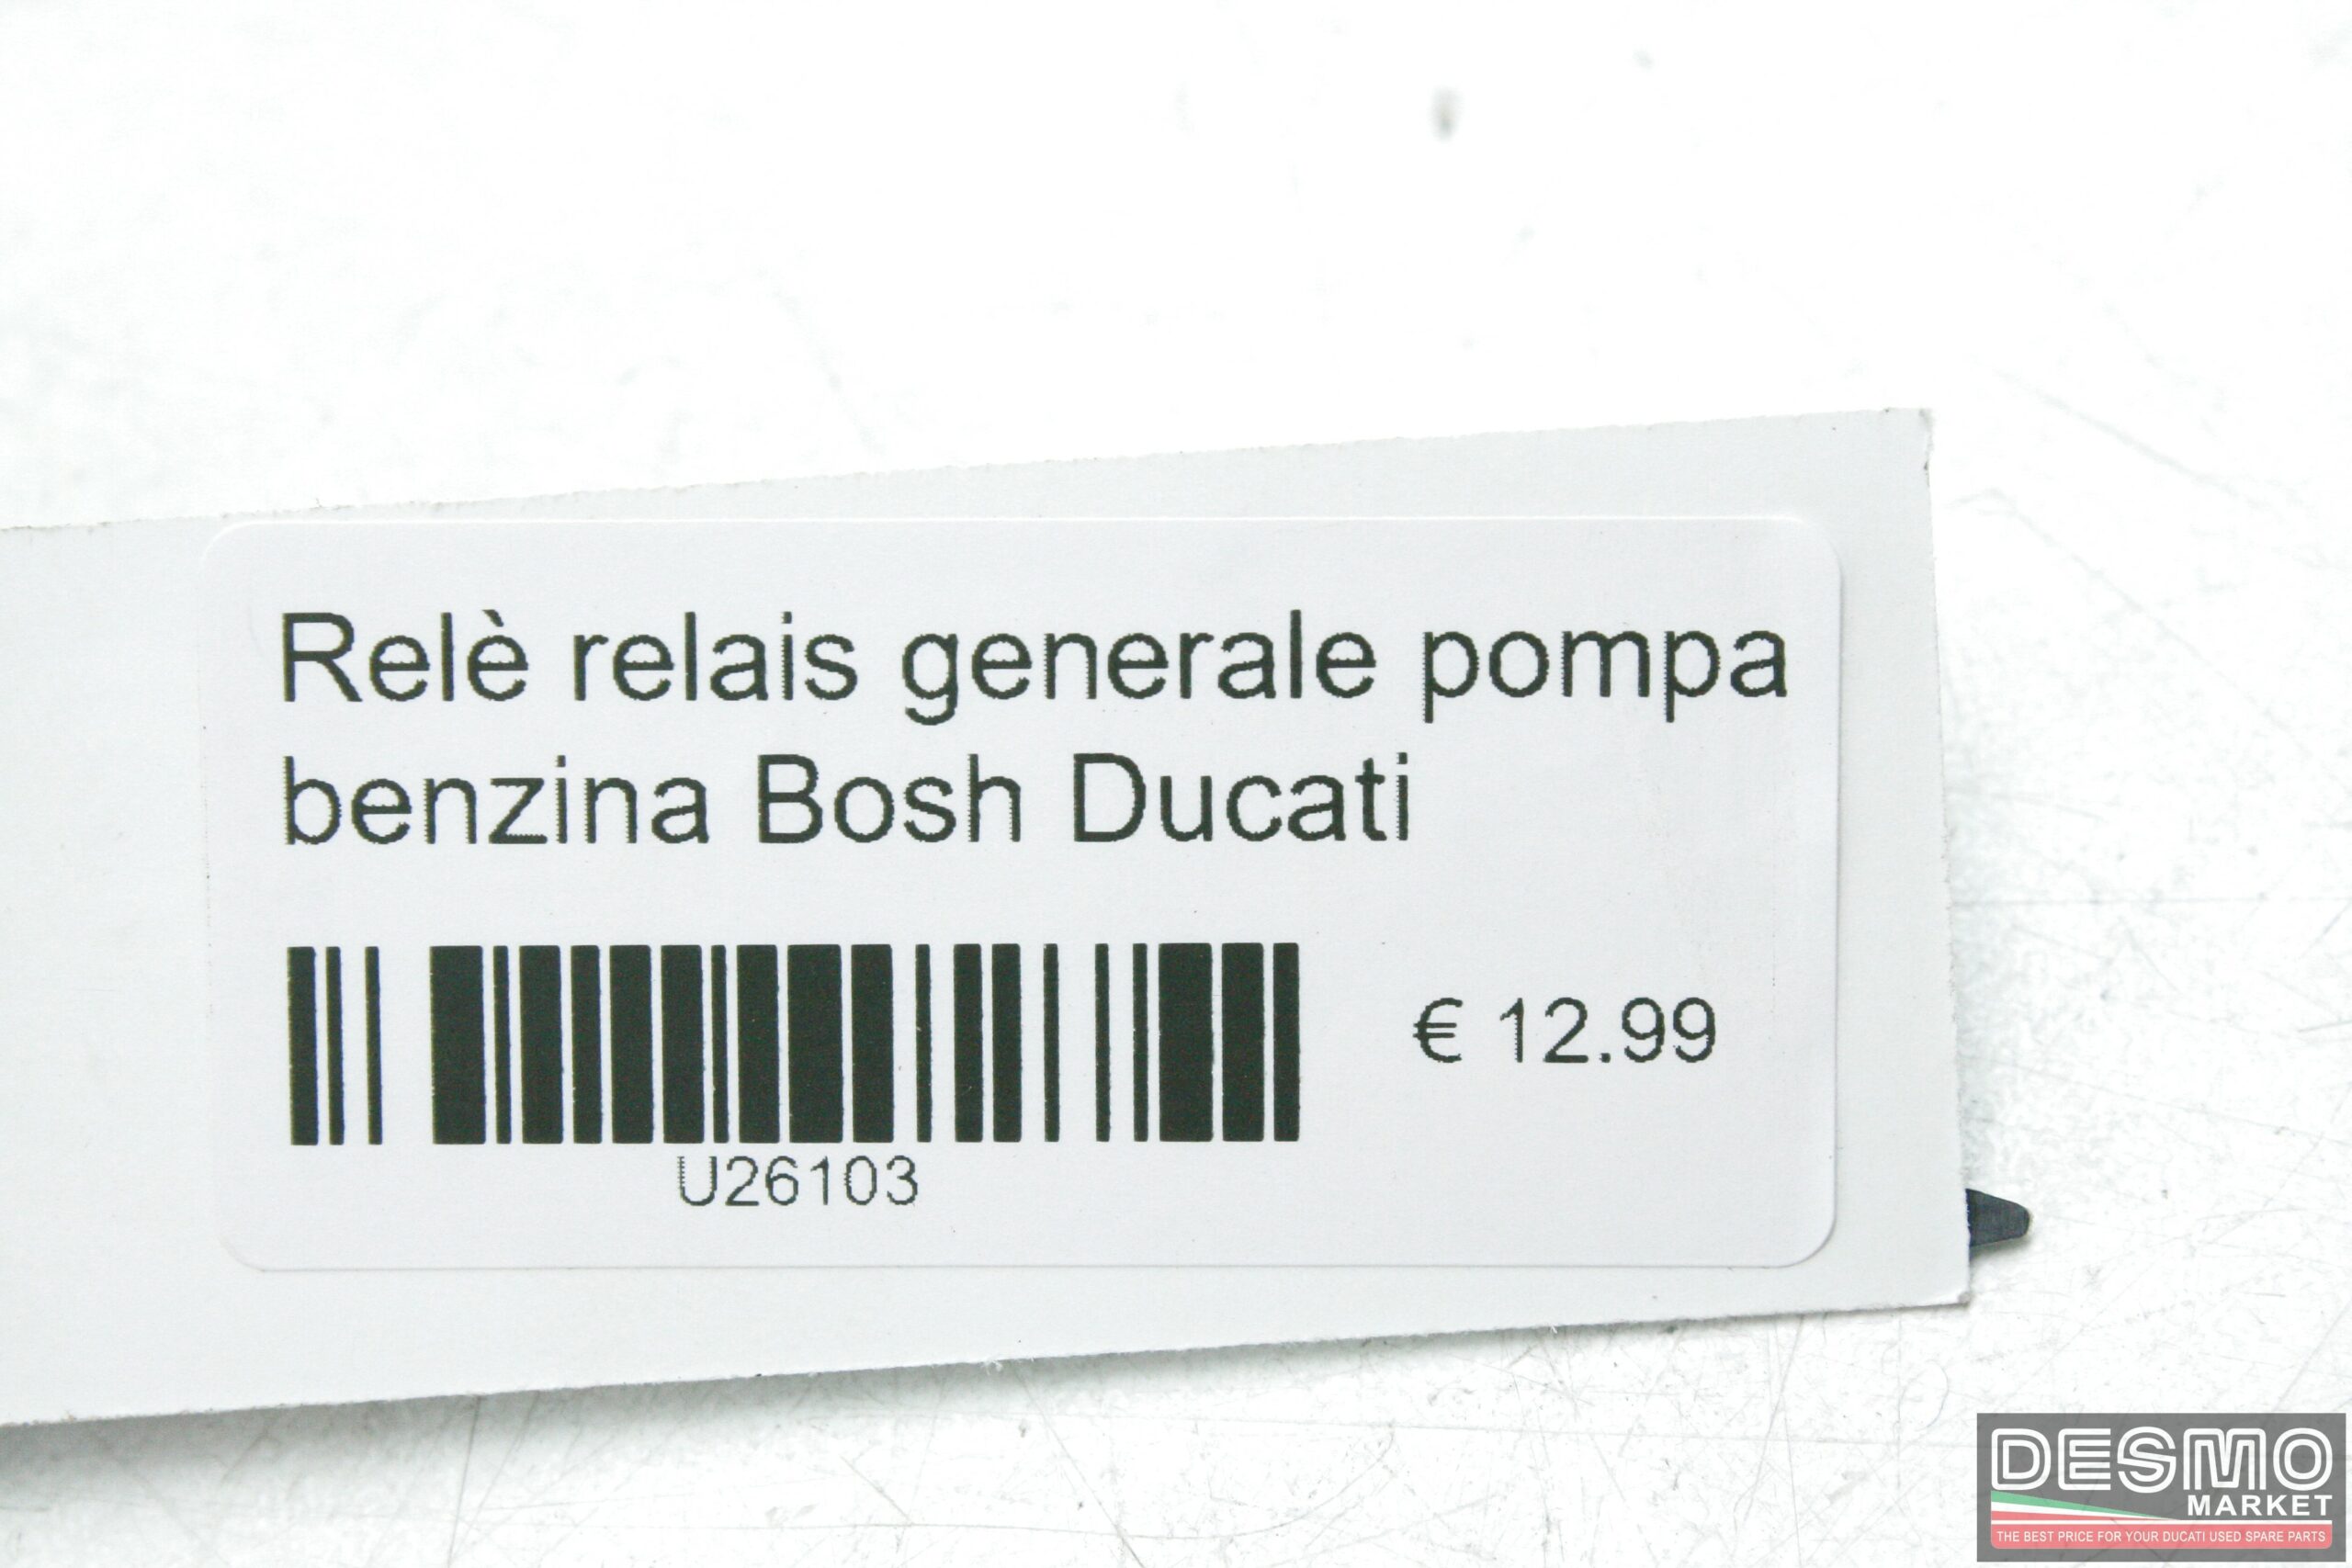 Relè relais generale pompa
benzina Bosh Ducati
€ 12.99
U26103
DESMO
MARKET
THE BEST PRICE FOR YOUR DUCATI USED SPARE PARTS